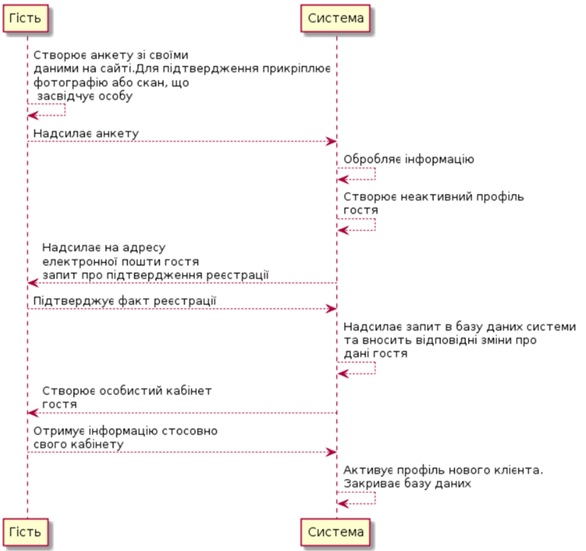 Гість
Система
Створює анкету зі своїми
даними на сайті.Для підтвердження прикріплює
фотографію або скан, що
засвідчує особу
Надсилає анкету
Обробляє інформацію
Створює неактивний профіль
гостя
Надсилає на адресу
електронної пошти гостя
запит про підтвердження реєстрації
Підтверджує факт реєстрації
Надсилає запит в базу даних системи
та вносить відповідні зміни про
дані гостя
Створює особистий кабінет
гостя
Отримує інформацію стосовно
свого кабінету
Активує профіль нового клієнта.
Закриває базу даних
Гість
Система